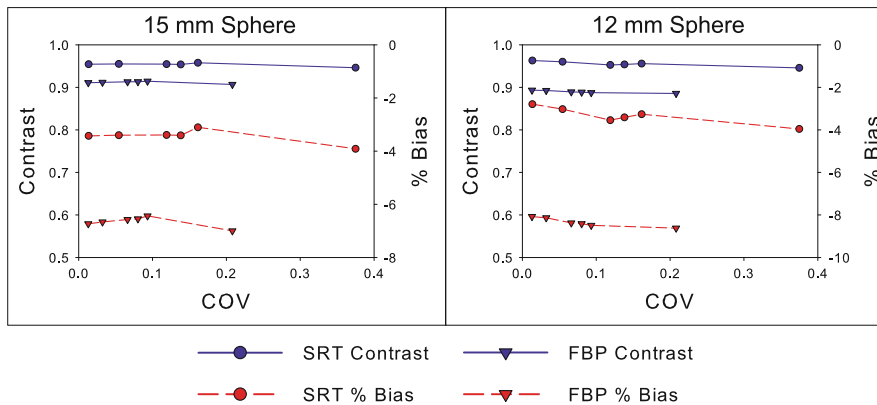 15 mm Sphere
12 mm Sphere
1.0
0.9
0.8
0.7
0.6
0.5
Contrast
0
-2
-4
-6
-8
% Bias
0.0
0.1
0.2
0.3
0.4
COV
1.0
0.9
0.8
0.7
0.6
0.5
Contrast
0
-2
-4
-6
-8
-10
% Bias
0.0
0.1
0.2
0.3
0.4
COV
SRT Contrast
FBP Contrast
SRT % Bias
FBP % Bias